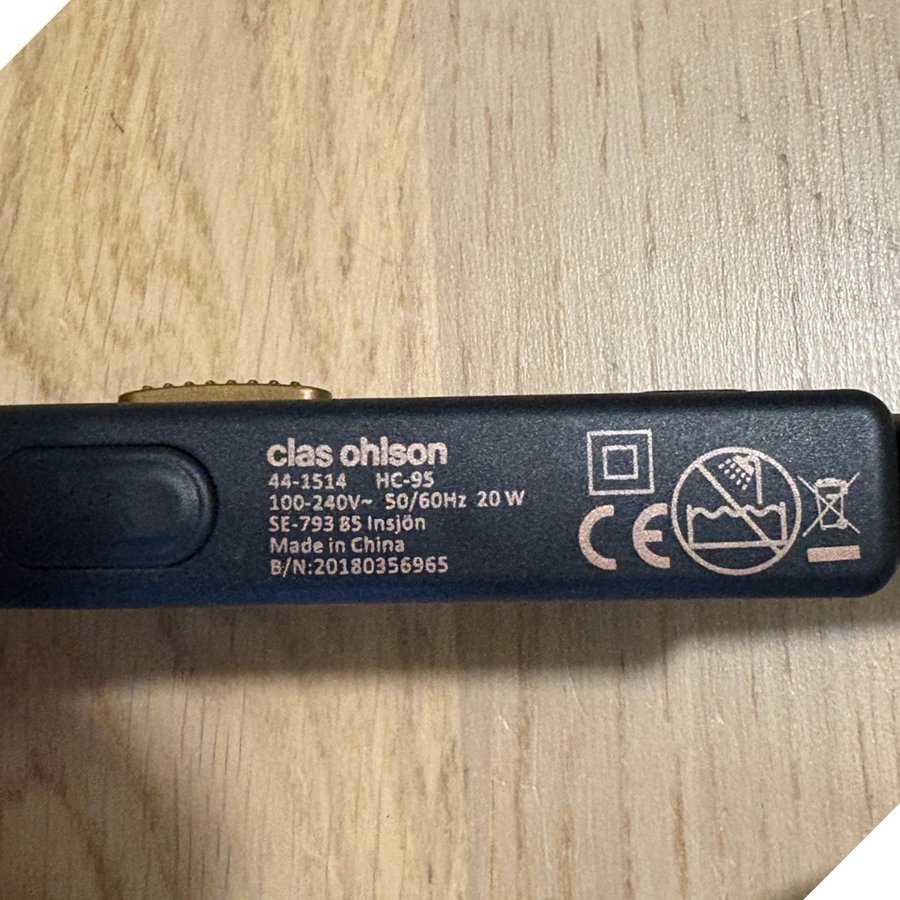 clas ohlson
44-1514 HC-95
100-240V~ 50/60Hz 20 W
SE-793 85 Insjön
Made in China
B/N:20180356965
CE